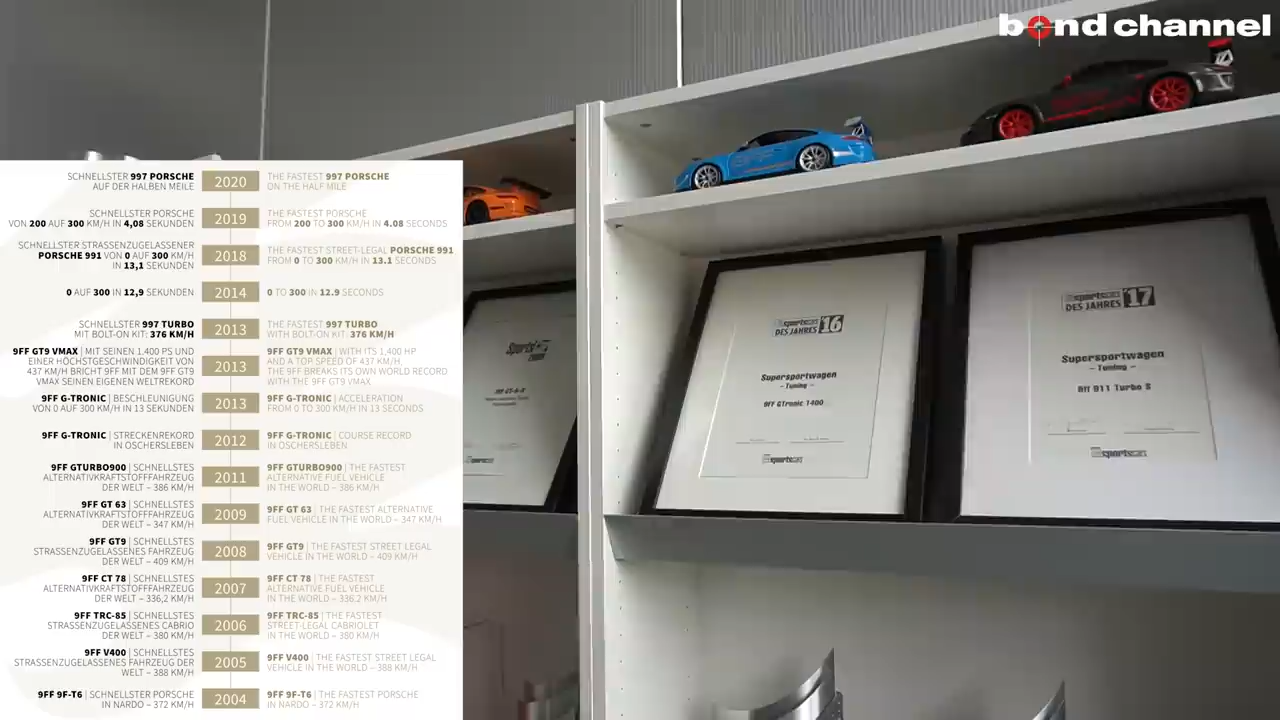 bond channel
SCHNELLSTER 997 PORSCHE
AUF DER HALBEN MEILE
2020
THE FASTEST 997 PORSCHE
ON THE HALF MILE
SCHNELLSTER PORSCHE
VON 200 AUF 300 KM/H IN 4,08 SEKUNDEN
2019
THE FASTEST PORSCHE
FROM 200 TO 300 KM/H IN 4.08 SECONDS
SCHNELLSTER STRASSENZUGELASSENER
PORSCHE 991 VON 0 AUF 300 KM/H
IN 13,1 SEKUNDEN
2018
THE FASTEST STREET-LEGAL PORSCHE 991
FROM 0 TO 300 KM/H IN 13.1 SECONDS
0 AUF 300 IN 12,9 SEKUNDEN
2014
0 TO 300 IN 12.9 SECONDS
SCHNELLSTER 997 TURBO
MIT BOLT-ON KIT: 376 KM/H
2013
THE FASTEST 997 TURBO
WITH BOLT-ON KIT: 376 KM/H
9FF GT9 VMAX | MIT SEINEN 1,400 PS UND
EINER HÖCHSTGESCHWINDIGKEIT VON
437 KM/H BRICHT 9FF MIT DEM 9FF GT9
VMAX SEINEN EIGENEN WELTREKORD
2013
9FF GT9 VMAX | WITH ITS 1,400 HP
AND A TOP SPEED OF 437 KM/H,
THE 9FF BREAKS ITS OWN WORLD RECORD
WITH THE 9FF GT9 VMAX
9FF G-TRONIC | BESCHLEUNIGUNG
VON 0 AUF 300 KM/H IN 13 SEKUNDEN
2013
9FF G-TRONIC | ACCELERATION
FROM 0 TO 300 KM/H IN 13 SECONDS
9FF G-TRONIC | STRECKENREKORD
IN OSCHERSLEBEN
2012
9FF G-TRONIC | COURSE RECORD
IN OSCHERSLEBEN
9FF GTURBO900 | SCHNELLSTES
ALTERNATIVKRAFTSTOFFFAHRZEUG
DER WELT – 386 KM/H
2011
9FF GTURBO900 | THE FASTEST
ALTERNATIVE FUEL VEHICLE
IN THE WORLD – 386 KM/H
9FF GT 63 | SCHNELLSTES
ALTERNATIVKRAFTSTOFFFAHRZEUG
DER WELT – 347 KM/H
2009
9FF GT 63 | THE FASTEST ALTERNATIVE
FUEL VEHICLE IN THE WORLD – 347 KM/H
9FF GT9 | SCHNELLSTES
STRASSENZUGELASSENES FAHRZEUG
DER WELT – 409 KM/H
2008
9FF GT9 | THE FASTEST STREET LEGAL
VEHICLE IN THE WORLD – 409 KM/H
9FF CT 78 | SCHNELLSTES
ALTERNATIVKRAFTSTOFFFAHRZEUG
DER WELT – 336,2 KM/H
2007
9FF CT 78 | THE FASTEST
ALTERNATIVE FUEL VEHICLE
IN THE WORLD – 336.2 KM/H
9FF TRC-85 | SCHNELLSTES
STRASSENZUGELASSENES CABRIO
DER WELT – 380 KM/H
2006
9FF TRC-85 | THE FASTEST
STREET-LEGAL CABRIOLET
IN THE WORLD – 380 KM/H
9FF V400 | SCHNELLSTES
STRASSENZUGELASSENES FAHRZEUG DER
WELT – 388 KM/H
2005
9FF V400 | THE FASTEST STREET LEGAL
VEHICLE IN THE WORLD – 388 KM/H
9FF 9F-T6 | SCHNELLSTER PORSCHE
IN NARDO – 372 KM/H
2004
9FF 9F-T6 | THE FASTEST PORSCHE
IN NARDO – 372 KM/H
sportscar
DES JAHRES '16
Supersportwagen
– Tuning –
9FF GTronic 1400
sportscars
sportscar
DES JAHRES '17
Supersportwagen
– Tuning –
9ff 911 Turbo S
sportscars